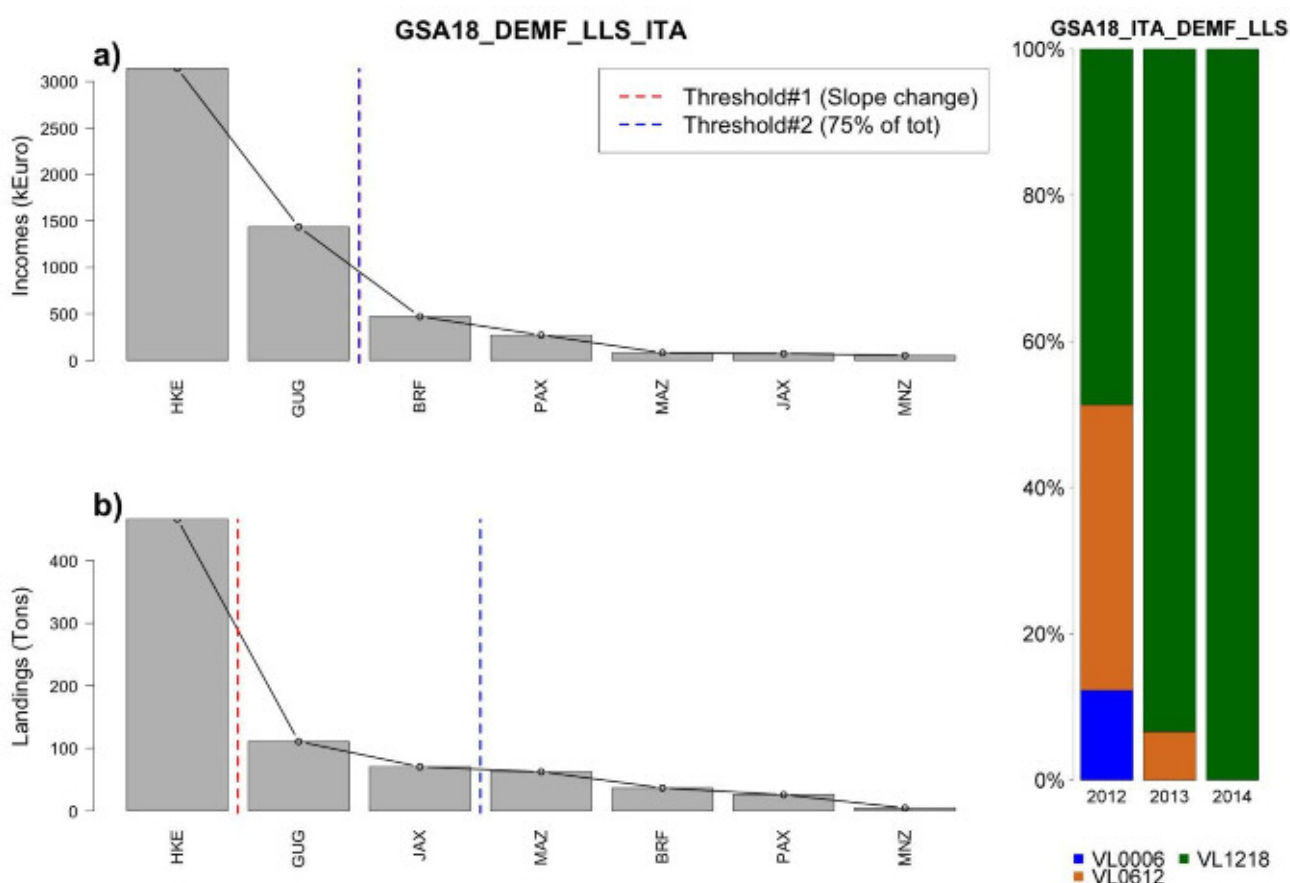 GSA18_DEMF_LLS_ITA
a)
Threshold#1 (Slope change)
Threshold#2 (75% of tot)
Incomes (kEuro)
3000
2500
2000
1500
1000
500
0
HKE
GUG
BRF
PAX
MAZ
JAX
MNZ
b)
Landings (Tons)
400
300
200
100
0
HKE
GUG
JAX
MAZ
BRF
PAX
MNZ
GSA18_ITA_DEMF_LLS
100%
80%
60%
40%
20%
0%
2012 2013 2014
VL0006 VL1218
VL0612